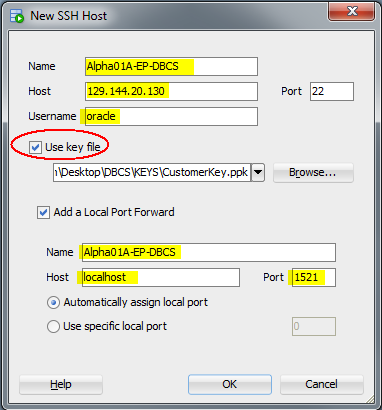 New SSH Host
Name Alpha01A-EP-DBCS
Host 129.144.20.130 Port 22
Username oracle
Use key file
\Desktop\DBCS\KEYS\CustomerKey.ppk Browse...
Add a Local Port Forward
Name Alpha01A-EP-DBCS
Host localhost Port 1521
Automatically assign local port
Use specific local port 0
Help OK Cancel